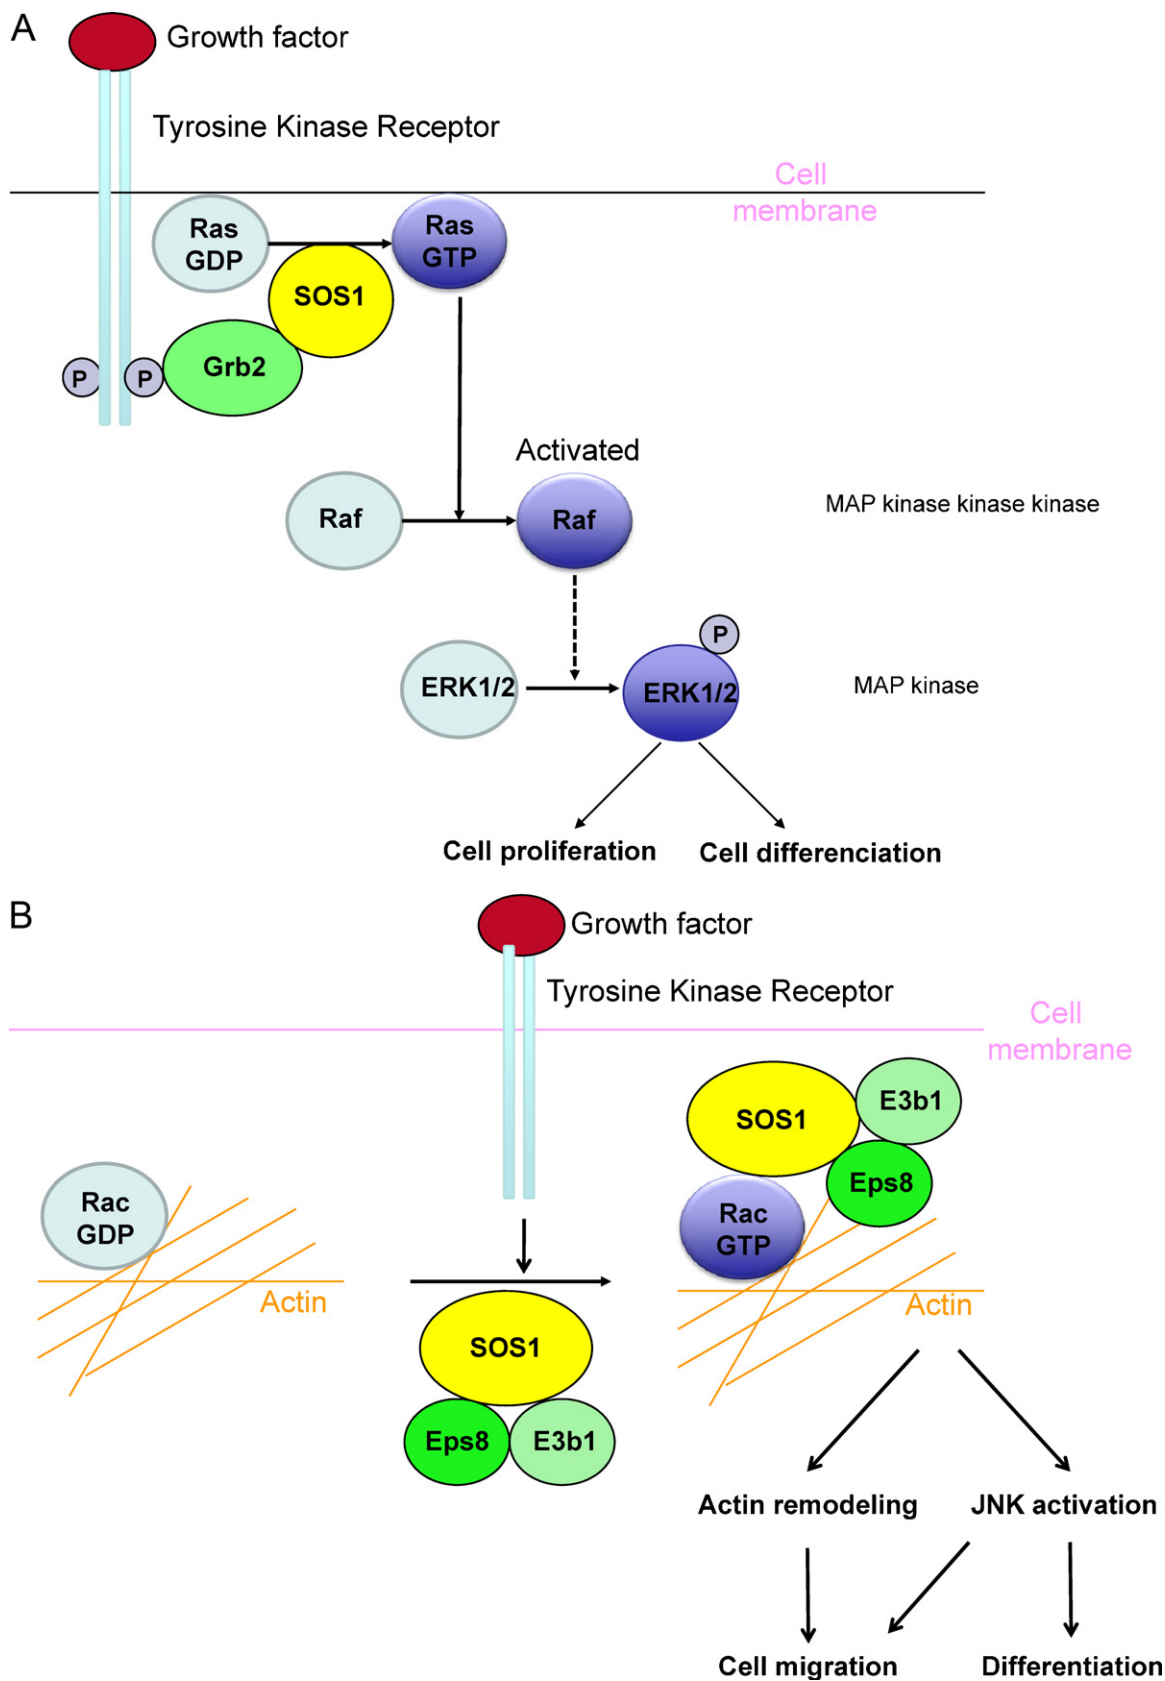 A
Growth factor
Tyrosine Kinase Receptor
Cell
membrane
Ras
GDP
Ras
GTP
SOS1
Grb2
P
P
Activated
Raf
Raf
MAP kinase kinase kinase
P
ERK1/2
ERK1/2
MAP kinase
Cell proliferation
Cell differenciation
B
Growth factor
Tyrosine Kinase Receptor
Cell
membrane
SOS1
E3b1
Eps8
Rac
GDP
Rac
GTP
Actin
Actin
SOS1
Eps8
E3b1
Actin remodeling
JNK activation
Cell migration
Differentiation